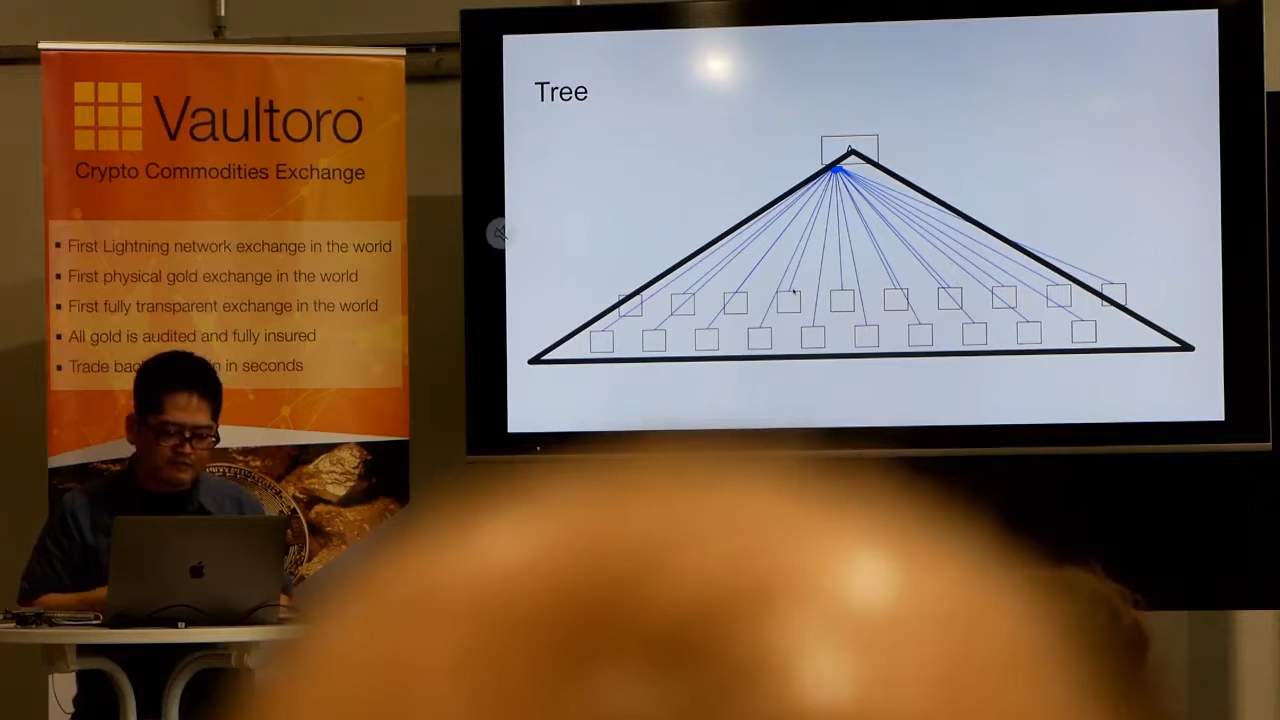 Vaultoro
Crypto Commodities Exchange
▪ First Lightning network exchange in the world
▪ First physical gold exchange in the world
▪ First fully transparent exchange in the world
▪ All gold is audited and fully insured
▪ Trade in seconds
Tree